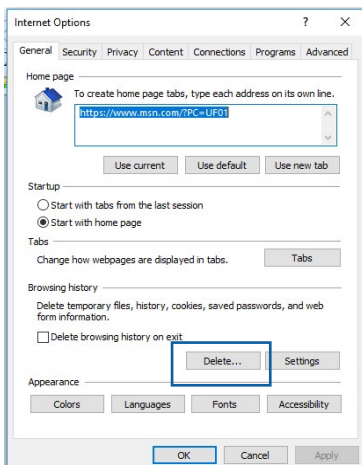 Internet Options ? X
General Security Privacy Content Connections Programs Advanced
Home page
To create home page tabs, type each address on its own line.
https://www.msn.com/?PC=UF01
Use current Use default Use new tab
Startup
Start with tabs from the last session
Start with home page
Tabs
Change how webpages are displayed in tabs. Tabs
Browsing history
Delete temporary files, history, cookies, saved passwords, and web
form information.
Delete browsing history on exit
Delete... Settings
Appearance
Colors Languages Fonts Accessibility
OK Cancel Apply